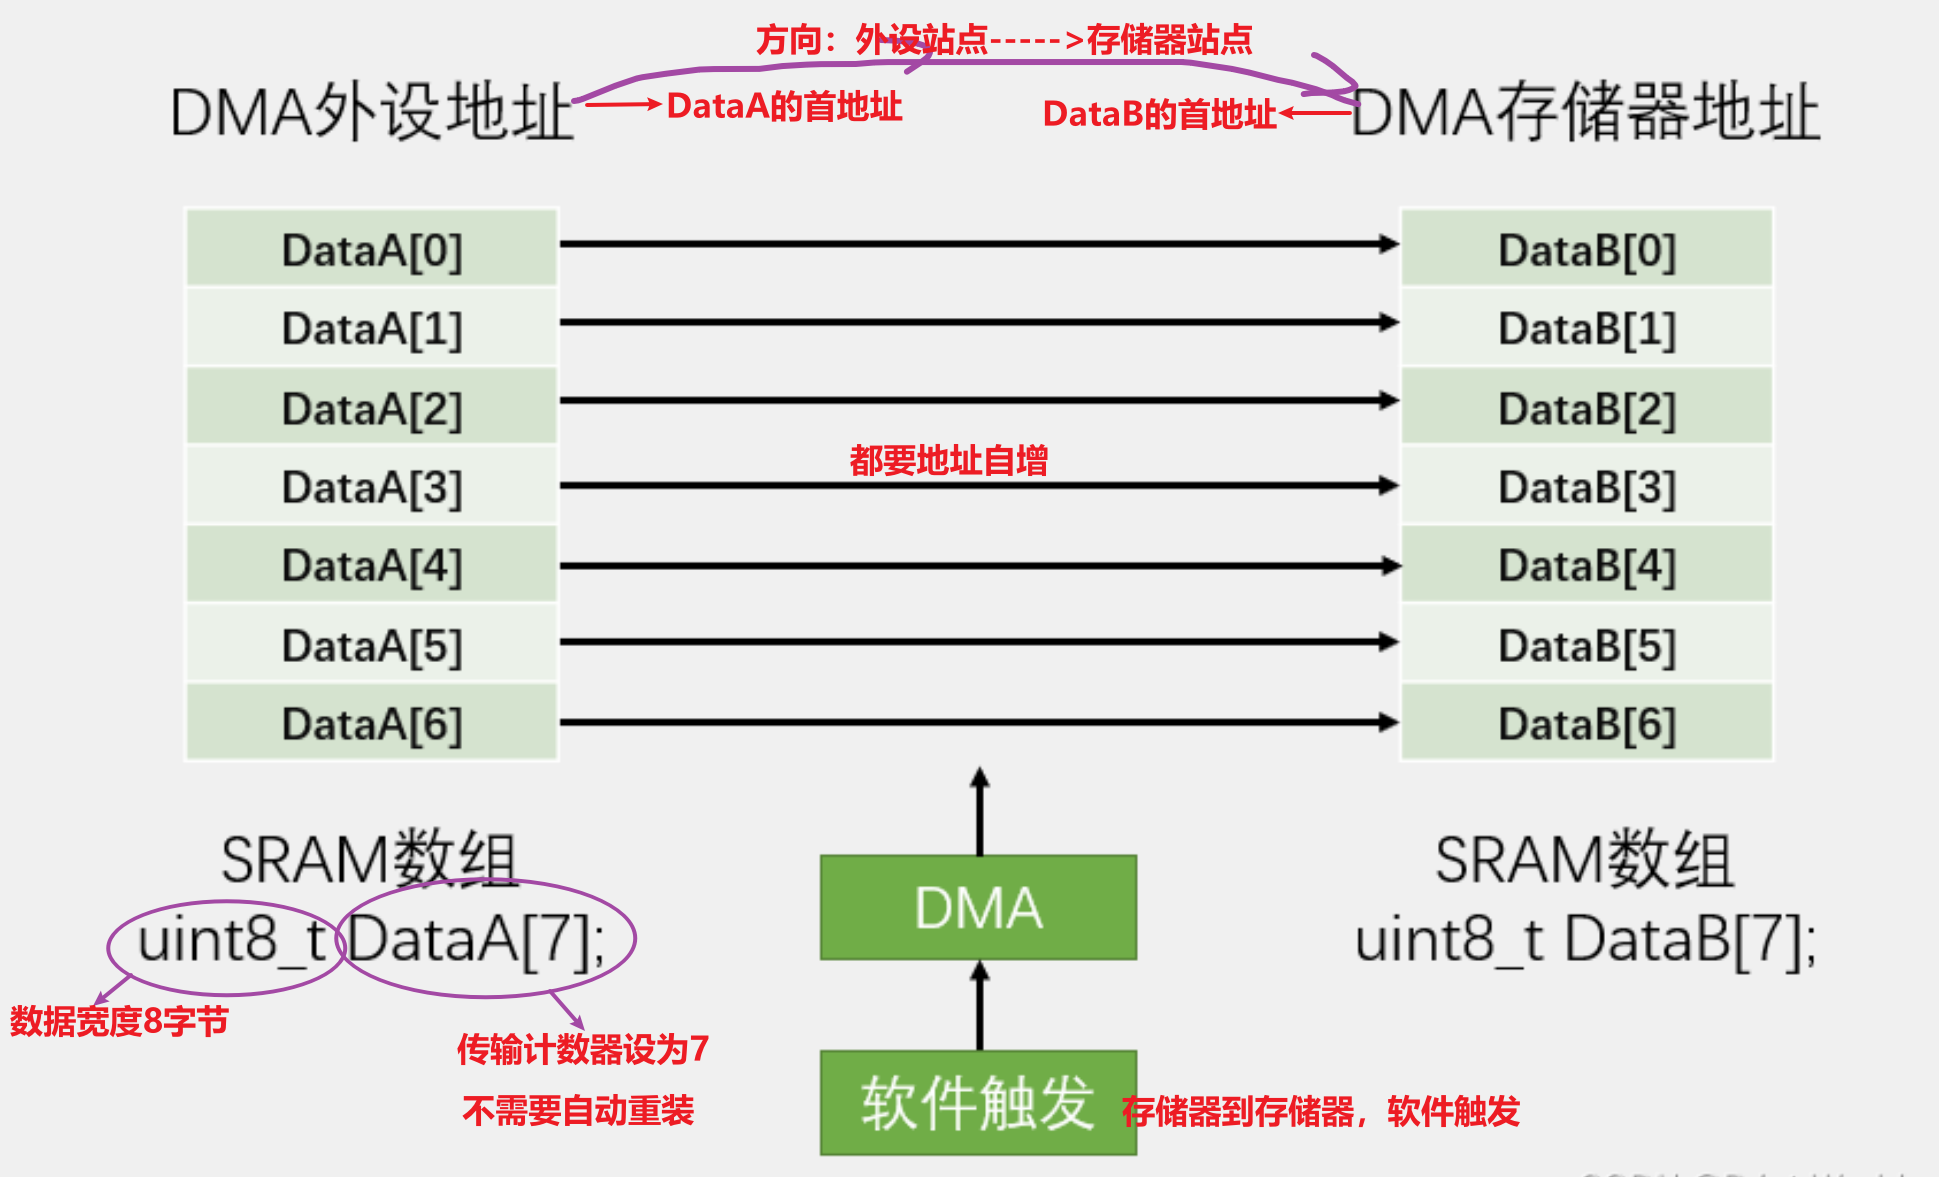 方向：外设站点----->存储器站点
DMA外设地址
DataA的首地址
DataB的首地址
DMA存储器地址
DataA[0]
DataB[0]
DataA[1]
DataB[1]
DataA[2]
DataB[2]
都要地址自增
DataA[3]
DataB[3]
DataA[4]
DataB[4]
DataA[5]
DataB[5]
DataA[6]
DataB[6]
SRAM数组
SRAM数组
DMA
uint8_t DataA[7];
uint8_t DataB[7];
数据宽度8字节
传输计数器设为7
不需要自动重装
软件触发
存储器到存储器，软件触发